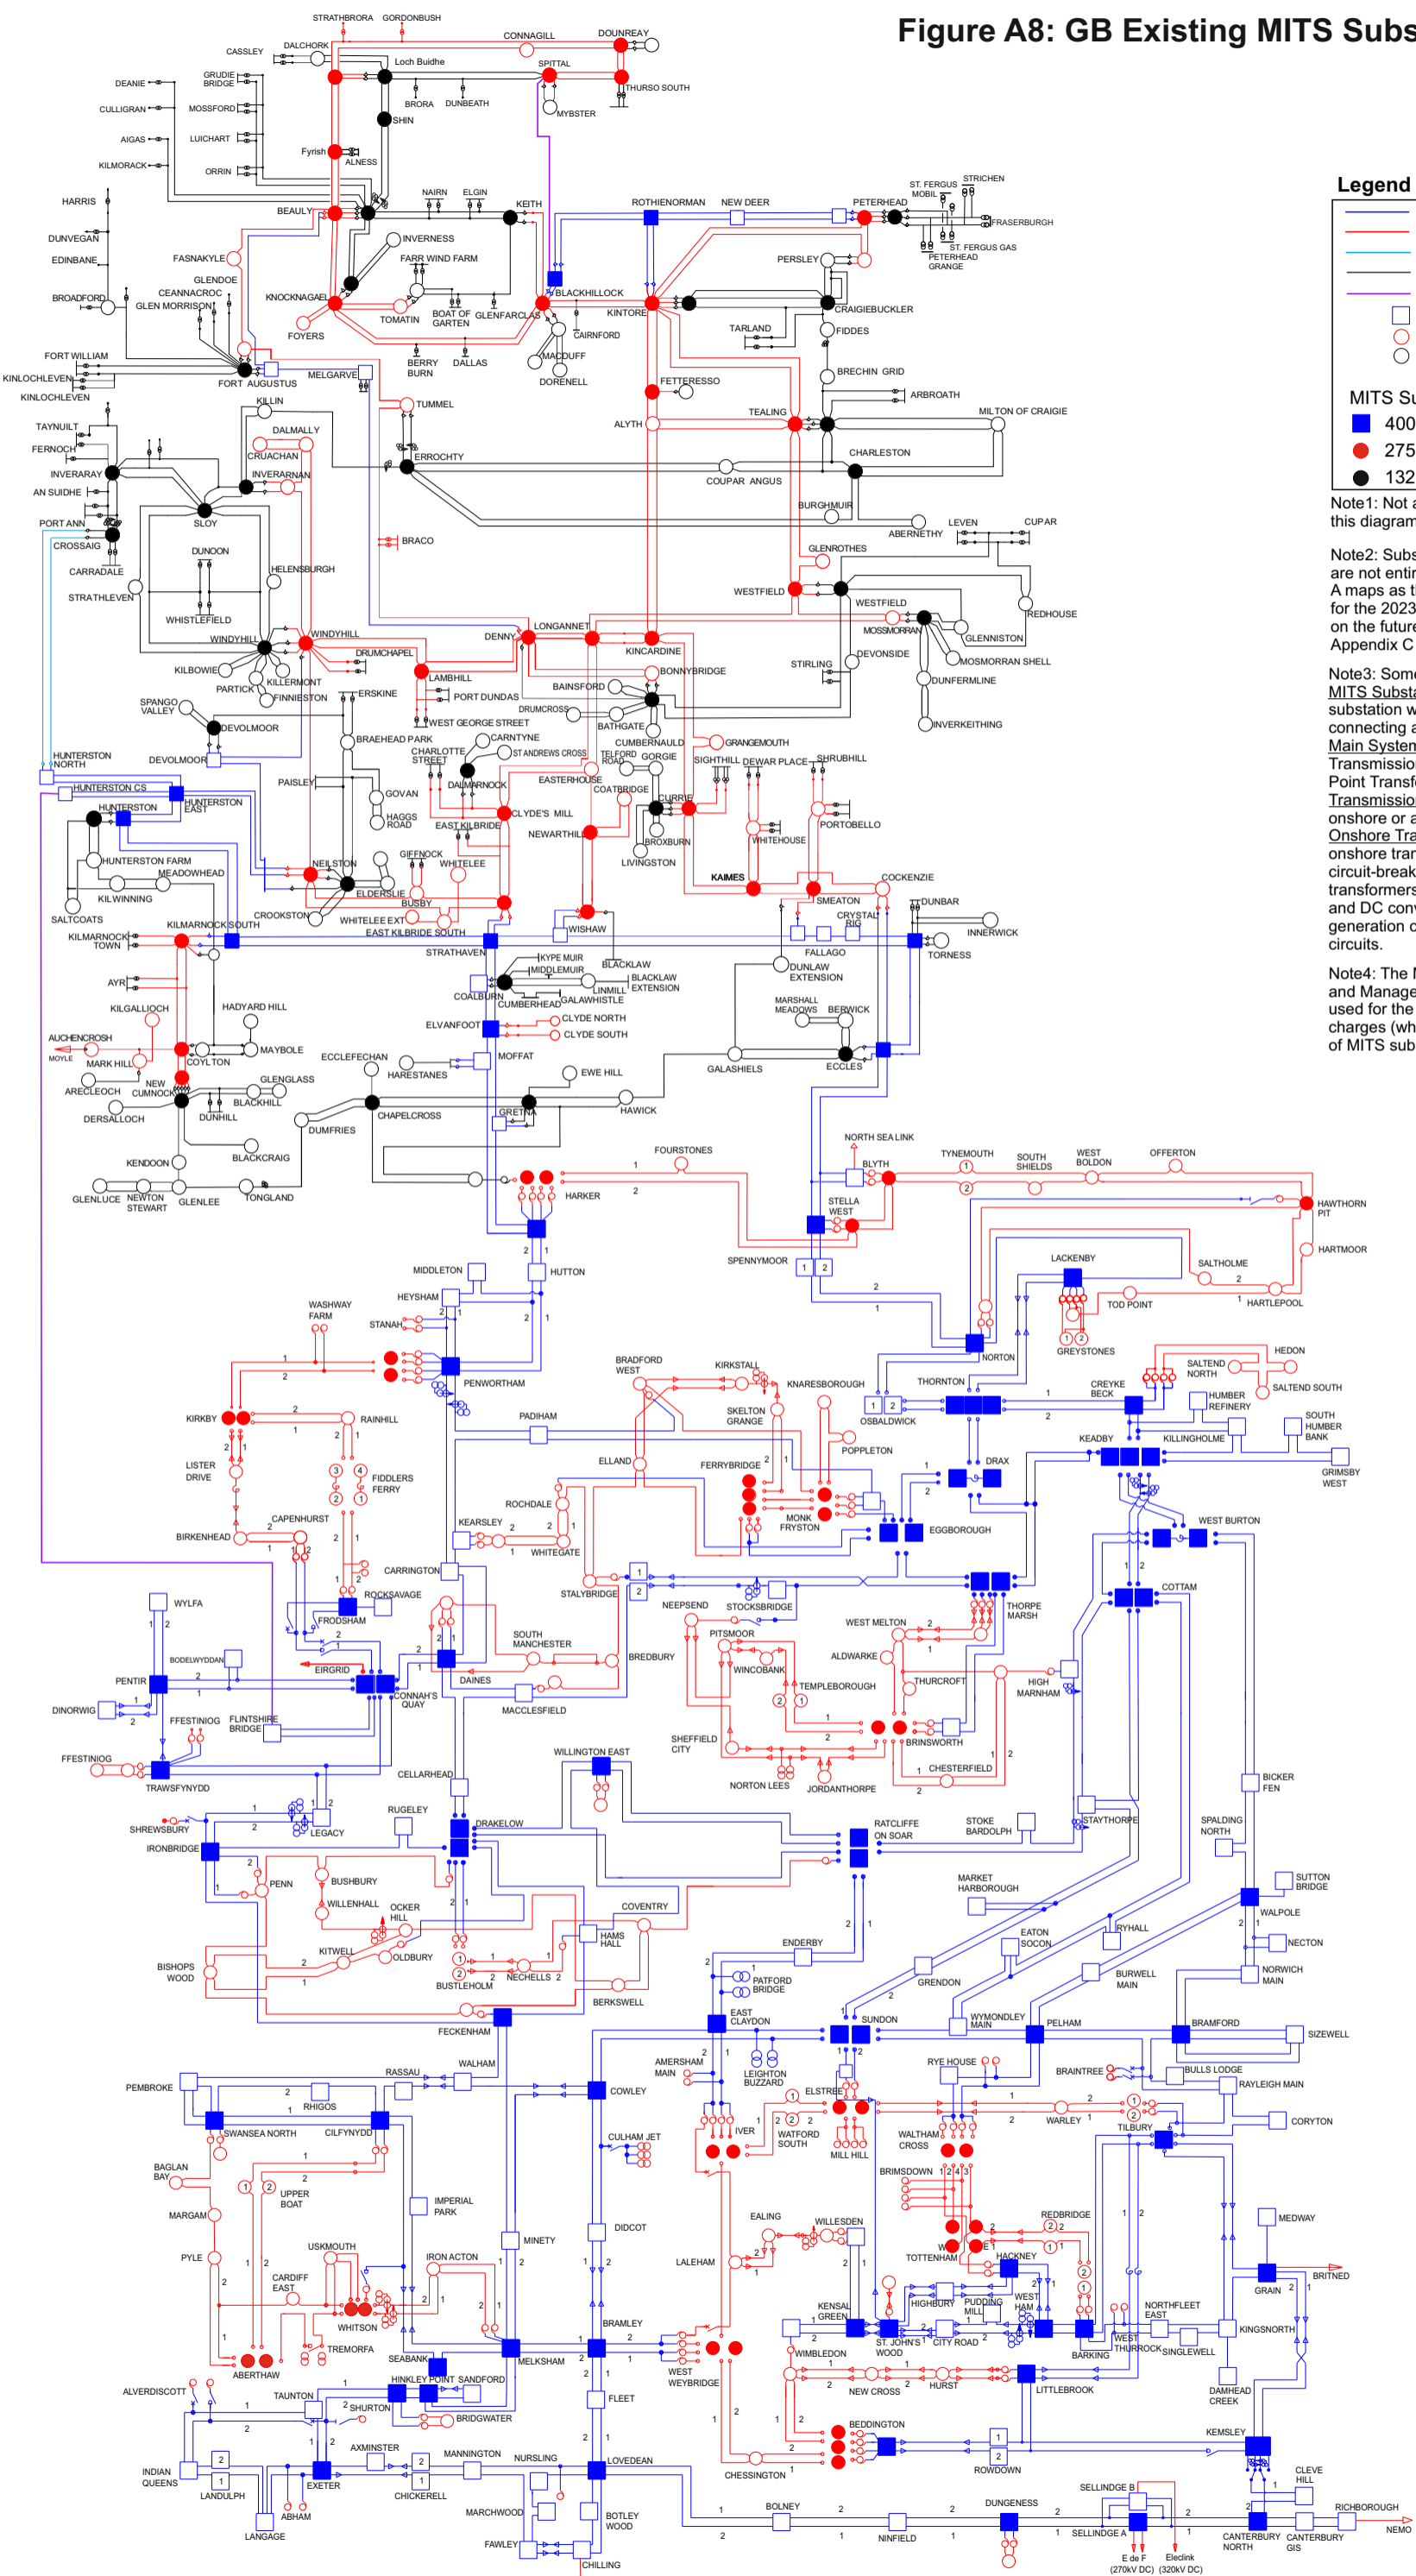 Figure A8: GB Existing MITS Subs
STRATHBRORA
GORDONBUSH
CONNAGILL
DOUNREAY
CASSLEY
DALCHORK
Loch Buidhe
SPITTAL
DEANIE
GRUDIE
BRIDGE
THURSO SOUTH
BRORA
DUNBEATH
MYBSTER
CULLIGRAN
MOSSFORD
SHIN
AIGAS
LUICHART
Fyrish
ALNESS
KILMORACK
ORRIN
HARRIS
NAIRN
ELGIN
KEITH
BEAULY
ROTHIENORMAN
NEW DEER
PETERHEAD
ST. FERGUS
MOBIL
STRICHEN
FRASERBURGH
ST. FERGUS GAS
PETERHEAD
GRANGE
DUNVEGAN
EDINBANE
FASNAKYLE
INVERNESS
FARR WIND FARM
PERSLEY
GLENDOE
CEANNACROC
GLEN MORRISON
BROADFORD
KNOCKNAGAEL
FOYERS
TOMATIN
BOAT OF
GARTEN
GLENFARCLAS
BLACKHILLOCK
CAIRNFORD
KINTORE
CRAIGIEBUCKLER
TARLAND
FIDDES
FORT WILLIAM
KINLOCHLEVEN
KINLOCHLEVEN
FORT AUGUSTUS
MELGARVE
BERRY
BURN
DALLAS
MACDUFF
DORENELL
BRECHIN GRID
FETTERESSO
ARBROATH
KILLIN
TUMMEL
TEALING
ALYTH
MILTON OF CRAIGIE
TAYNUILT
FERNOCH
DALMALLY
CRUACHAN
ERROCHTY
CHARLESTON
COUPAR ANGUS
INVERARAY
INVERARNAN
AN SUIDHE
PORT ANN
SLOY
BURGHMUIR
ABERNETHY
LEVEN
CUPAR
CROSSAIG
CARRADALE
BRACO
GLENROTHES
DUNOON
HELENSBURGH
STRATHLEVEN
WHISTLEFIELD
WESTFIELD
WESTFIELD
REDHOUSE
WINDYHILL
WINDYHILL
DENNY
LONGANNET
KINCARDINE
MOSSMORRAN
GLENNISTON
MOSMORRAN SHELL
DRUMCHAPEL
KILBOWIE
PARTICK
KILLERMONT
FINNIESTON
LAMBHILL
BONNYBRIDGE
STIRLING
DEVONSIDE
DUNFERMLINE
BAINSFORD
SPANGO
VALLEY
ERSKINE
PORT DUNDAS
DRUMCROSS
BATHGATE
INVERKEITHING
DEVOLMOOR
WEST GEORGE STREET
CUMBERNAULD
BRAEHEAD PARK
CHARLOTTE
STREET
CARNTYNE
ST ANDREWS CROSS
TELFORD
ROAD
GORGIE
GRANGEMOUTH
SIGHTHILL
DEWAR PLACE
SHRUBHILL
HUNTERSTON
NORTH
DEVOLMOOR
PAISLEY
DALMARNOCK
EASTERHOUSE
COATBRIDGE
HUNTERSTON CS
HUNTERSTON
EAST
HUNTERSTON
GOVAN
HAGGS
ROAD
EAST KILBRIDE
CLYDE'S MILL
NEWARTHILL
CURRIE
BROXBURN
LIVINGSTON
WHITEHOUSE
PORTOBELLO
HUNTERSTON FARM
MEADOWHEAD
NEILSTON
GIFFNOCK
WHITELEE
KAIMES
COCKENZIE
KILWINNING
SALTCOATS
ELDERSLIE
BUSBY
SMEATON
CROOKSTON
WHITELEE EXT
EAST KILBRIDE SOUTH
WISHAW
CRYSTAL
RIG
DUNBAR
INNERWICK
KILMARNOCK SOUTH
KILMARNOCK
TOWN
STRATHAVEN
BLACKLAW
FALLAGO
TORNESS
KYPE MUIR
MIDDLEMUIR
LINMILL
BLACKLAW
EXTENSION
DUNLAW
EXTENSION
AYR
COALBURN
CUMBERHEAD
GALAWHISTLE
KILGALLIOCH
HADYARD HILL
ELVANFOOT
CLYDE NORTH
CLYDE SOUTH
MARSHALL
MEADOWS
BERWICK
AUCHENCROSH
MOYLE
MARK HILL
COYLTON
MAYBOLE
ECCLEFECHAN
MOFFAT
HARESTANES
GALASHIELS
ECCLES
ARECLEOCH
NEW
CUMNOCK
GLENGLASS
BLACKHILL
EWE HILL
DERSALLOCH
DUNHILL
CHAPELCROSS
GRETNA
HAWICK
DUMFRIES
KENDOON
BLACKCRAIG
GLENLUCE
NEWTON
STEWART
GLENLEE
TONGLAND
FOURSTONES
NORTH SEA LINK
HARKER
BLYTH
TYNEMOUTH
SOUTH
SHIELDS
WEST
BOLDON
OFFERTON
STELLA
WEST
HAWTHORN
PIT
HARTMOOR
SPENNYMOOR
MIDDLETON
HUTTON
LACKENBY
SALTHOLME
HEYSHAM
TOD POINT
HARTLEPOOL
WASHWAY
FARM
STANAH
GREYSTONES
NORTON
PENWORTHAM
BRADFORD
WEST
KIRKSTALL
KNARESBOROUGH
THORNTON
CREYKE
BECK
SALTEND
NORTH
HEDON
SALTEND SOUTH
KIRKBY
RAINHILL
PADIHAM
SKELTON
GRANGE
OSBALDWICK
HUMBER
REFINERY
POPPLETON
KEADBY
KILLINGHOLME
SOUTH
HUMBER
BANK
LISTER
DRIVE
FIDDLERS
FERRY
ELLAND
FERRYBRIDGE
DRAX
GRIMSBY
WEST
ROCHDALE
MONK
FRYSTON
EGGBOROUGH
WEST BURTON
BIRKENHEAD
CAPENHURST
KEARSLEY
WHITEGATE
CARRINGTON
STALYBRIDGE
STOCKSBRIDGE
THORPE
MARSH
COTTAM
WYLFA
FRODSHAM
ROCKSAVAGE
NEEPSEND
PITSMOOR
WEST MELTON
SOUTH
MANCHESTER
BREDBURY
WINCOBANK
ALDWARKE
BODELWYDDAN
EIRGRID
PENTIR
CONNAH'S
QUAY
DAINES
TEMPLEBOROUGH
THURCROFT
HIGH
MARNHAM
DINORWIG
MACCLESFIELD
FFESTINIOG
FLINTSHIRE
BRIDGE
SHEFFIELD
CITY
BRINSWORTH
FFESTINIOG
TRAWSFYNYDD
WILLINGTON EAST
NORTON LEES
JORDANTHORPE
CHESTERFIELD
CELLARHEAD
BICKER
FEN
SHREWSBURY
LEGACY
RUGELEY
DRAKELOW
RATCLIFFE
ON SOAR
STOKE
BARDOLPH
STAYTHORPE
SPALDING
NORTH
IRONBRIDGE
PENN
BUSHBURY
MARKET
HARBOROUGH
SUTTON
BRIDGE
WILLENHALL
OCKER
HILL
COVENTRY
WALPOLE
HAMS
HALL
ENDERBY
EATON
SOCON
RYHALL
NECTON
BISHOPS
WOOD
KITWELL
OLDBURY
BUSTLEHOLM
NECHELLS
BERKSWELL
PATFORD
BRIDGE
GRENDON
BURWELL
MAIN
NORWICH
MAIN
FECKENHAM
EAST
CLAYDON
SUNDON
WYMONDLEY
MAIN
PELHAM
BRAMFORD
SIZEWELL
PEMBROKE
RASSAU
WALHAM
AMERSHAM
MAIN
LEIGHTON
BUZZARD
RYE HOUSE
BRAINTREE
BULLS LODGE
RAYLEIGH MAIN
RHIGOS
COWLEY
ELSTREE
WARLEY
CORYTON
SWANSEA NORTH
CILFYNYDD
IVER
WATFORD
SOUTH
MILL HILL
WALTHAM
CROSS
TILBURY
CULHAM JET
BAGLAN
BAY
UPPER
BOAT
IMPERIAL
PARK
BRIMSDOWN
MARGAM
DIDCOT
EALING
WILLESDEN
REDBRIDGE
MEDWAY
PYLE
USKMOUTH
IRON ACTON
MINETY
LALEHAM
TOTTENHAM
HACKNEY
GRAIN
BRITNED
CARDIFF
EAST
WHITSON
BRAMLEY
KENSAL
GREEN
HIGHBURY
PUDDING
MILL
WEST
HAM
NORTHFLEET
EAST
KINGSNORTH
TREMORFA
SEABANK
MELKSHAM
ST. JOHN'S
WOOD
CITY ROAD
BARKING
WEST
THURROCK
SINGLEWELL
ABERTHAW
WEST
WEYBRIDGE
WIMBLEDON
NEW CROSS
HURST
LITTLEBROOK
DAMHEAD
CREEK
ALVERDISCOTT
TAUNTON
HINKLEY POINT
SANDFORD
SHURTON
BRIDGWATER
FLEET
BEDDINGTON
KEMSLEY
AXMINSTER
MANNINGTON
NURSLING
LOVEDEAN
CHESSINGTON
ROWDOWN
INDIAN
QUEENS
LANDULPH
ABHAM
EXETER
CHICKERELL
MARCHWOOD
BOTLEY
WOOD
SELLINDGE B
CLEVE
HILL
LANGAGE
FAWLEY
CHILLING
BOLNEY
NINFIELD
DUNGENESS
SELLINDGE A
CANTERBURY
NORTH
CANTERBURY
GIS
RICHBOROUGH
NEMO
E de F
(270kV DC)
Eleclink
(320kV DC)
Legend
MITS Su
400
275
132
Note1: Not a
this diagram
Note2: Subs
are not entir
A maps as th
for the 2023
on the future
Appendix C
Note3: Some
MITS Substa
substation w
connecting a
Main System
Transmission
Point Transfo
Transmission
onshore or a
Onshore Tra
onshore tran
circuit-break
transformers
and DC conv
generation c
circuits.
Note4: The M
and Manage
used for the
charges (wh
of MITS sub